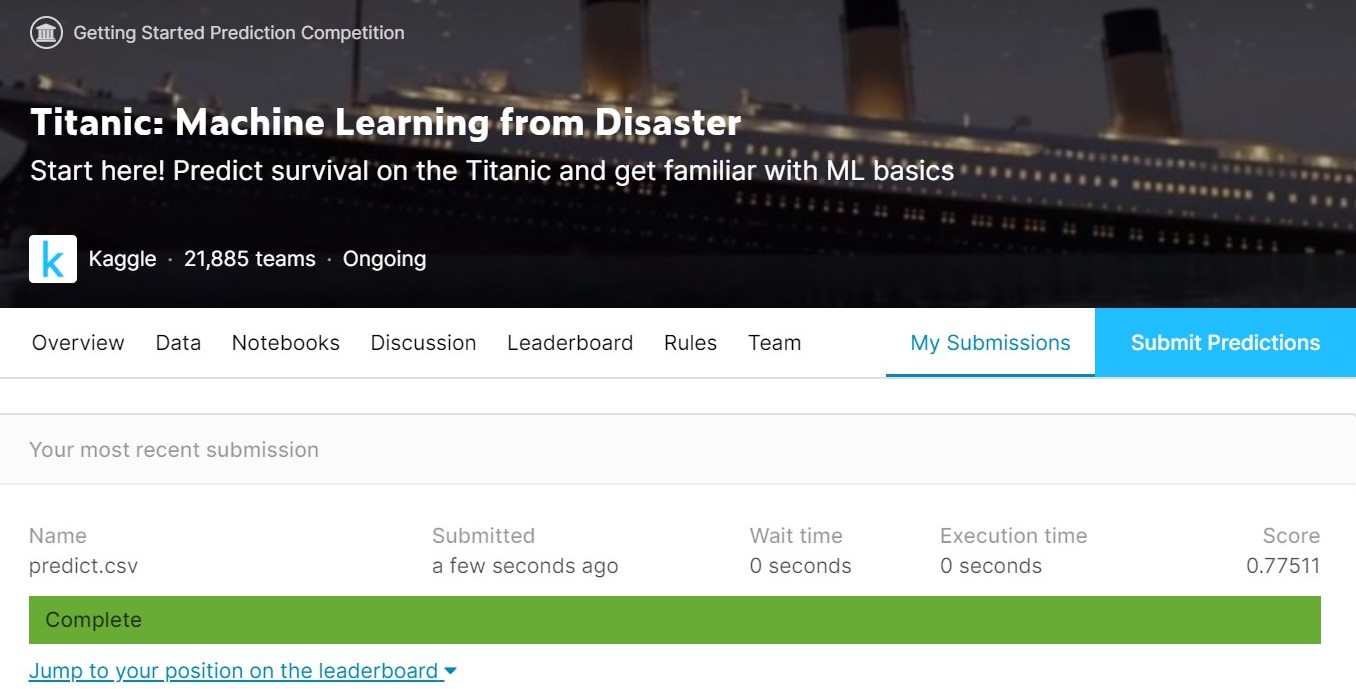 Getting Started Prediction Competition
Titanic: Machine Learning from Disaster
Start here! Predict survival on the Titanic and get familiar with ML basics
k Kaggle · 21,885 teams · Ongoing
Overview Data Notebooks Discussion Leaderboard Rules Team My Submissions Submit Predictions
Your most recent submission
Name Submitted Wait time Execution time Score
predict.csv a few seconds ago 0 seconds 0 seconds 0.77511
Complete
Jump to your position on the leaderboard